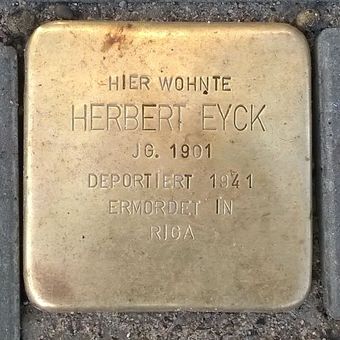 HIER WOHNTE
HERBERT EYCK
JG. 1901
DEPORTIERT 1941
ERMORDET IN
RIGA